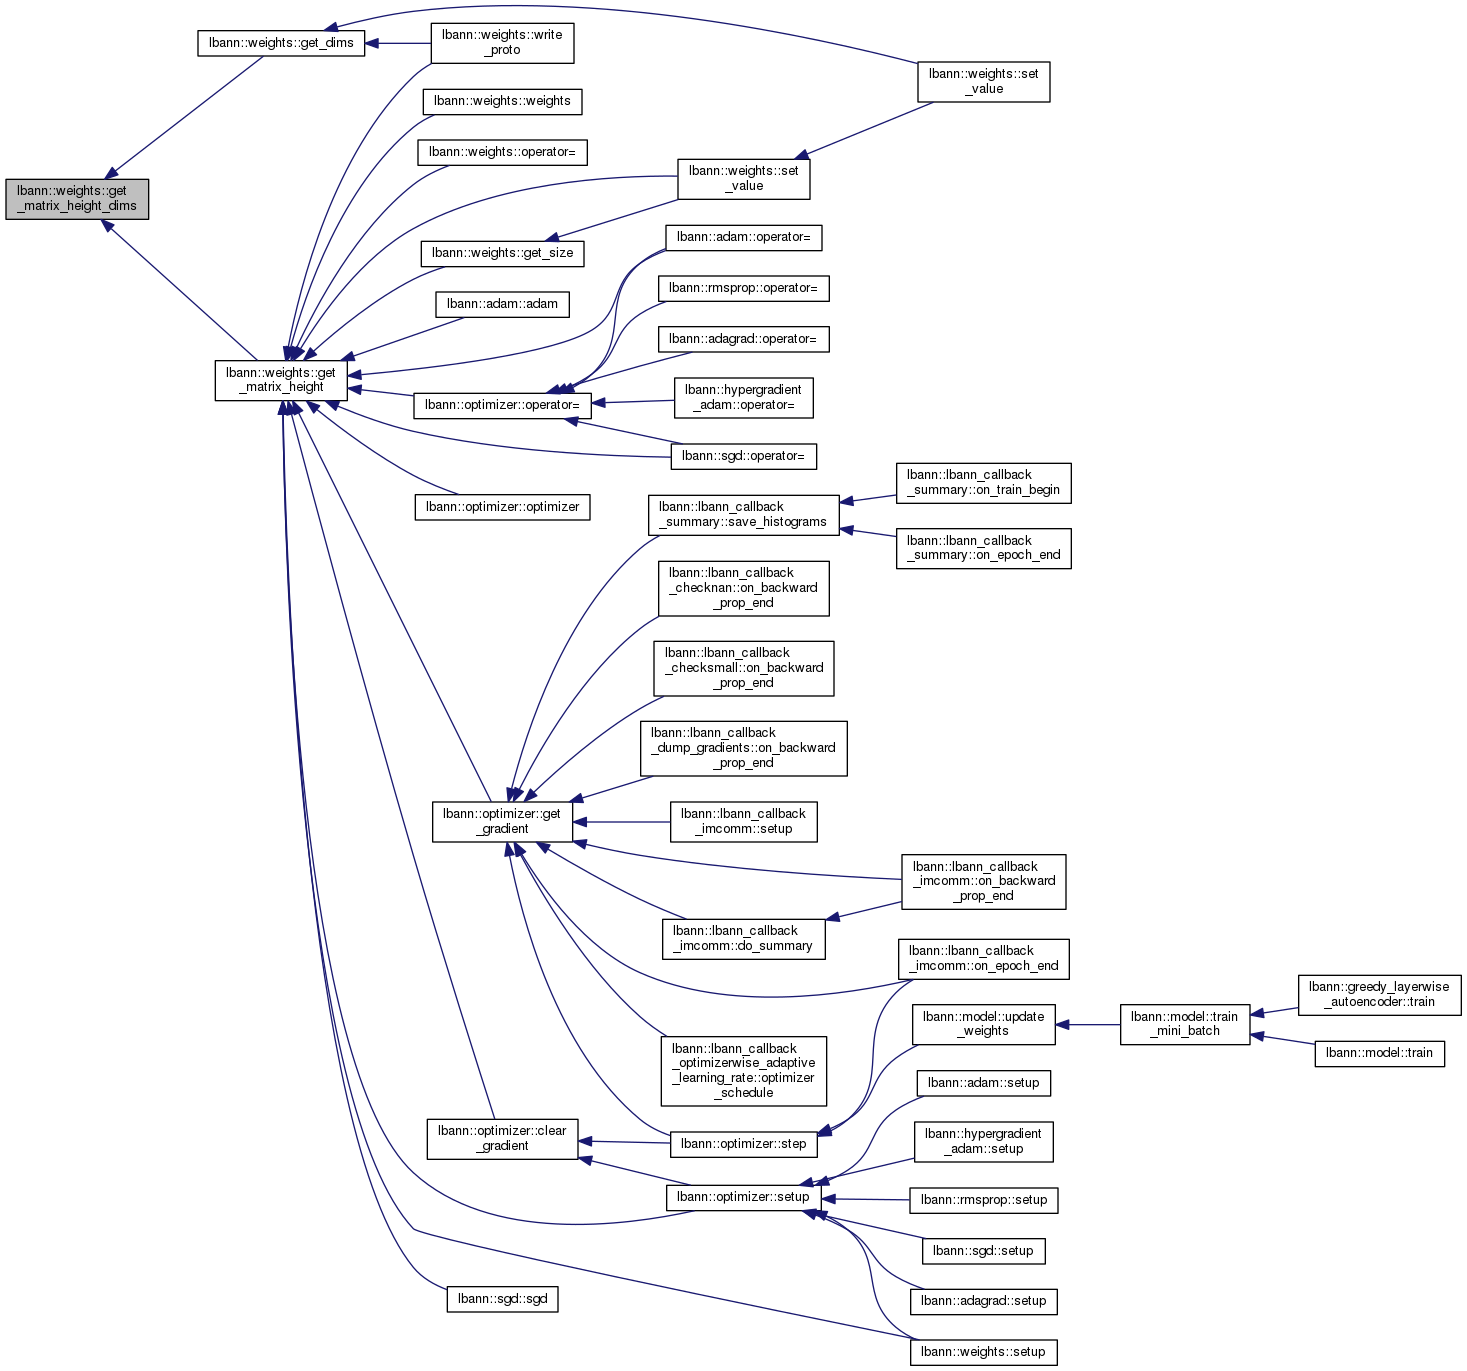 lbann::weights::get
_matrix_height_dims
lbann::weights::get_dims
lbann::weights::write
_proto
lbann::weights::set
_value
lbann::weights::weights
lbann::weights::operator=
lbann::weights::set
_value
lbann::weights::get_size
lbann::adam::operator=
lbann::adam::adam
lbann::rmsprop::operator=
lbann::adagrad::operator=
lbann::weights::get
_matrix_height
lbann::optimizer::operator=
lbann::hypergradient
_adam::operator=
lbann::sgd::operator=
lbann::optimizer::optimizer
lbann::lbann_callback
_summary::save_histograms
lbann::lbann_callback
_summary::on_train_begin
lbann::lbann_callback
_summary::on_epoch_end
lbann::lbann_callback
_checknan::on_backward
_prop_end
lbann::lbann_callback
_checksmall::on_backward
_prop_end
lbann::lbann_callback
_dump_gradients::on_backward
_prop_end
lbann::optimizer::get
_gradient
lbann::lbann_callback
_imcomm::setup
lbann::lbann_callback
_imcomm::on_backward
_prop_end
lbann::lbann_callback
_imcomm::do_summary
lbann::lbann_callback
_imcomm::on_epoch_end
lbann::model::update
_weights
lbann::model::train
_mini_batch
lbann::greedy_layerwise
_autoencoder::train
lbann::model::train
lbann::lbann_callback
_optimizerwise_adaptive
_learning_rate::optimizer
_schedule
lbann::adam::setup
lbann::optimizer::clear
_gradient
lbann::optimizer::step
lbann::hypergradient
_adam::setup
lbann::optimizer::setup
lbann::rmsprop::setup
lbann::sgd::setup
lbann::sgd::sgd
lbann::adagrad::setup
lbann::weights::setup